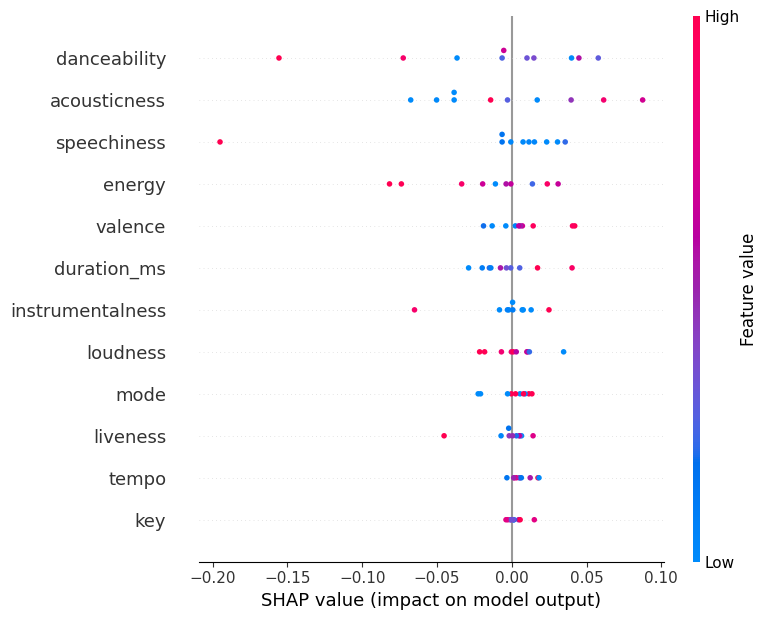 High
danceability
acousticness
speechiness
energy
valence
duration_ms
instrumentalness
loudness
mode
liveness
tempo
key
Feature value
Low
−0.20 −0.15 −0.10 −0.05 0.00 0.05 0.10
SHAP value (impact on model output)